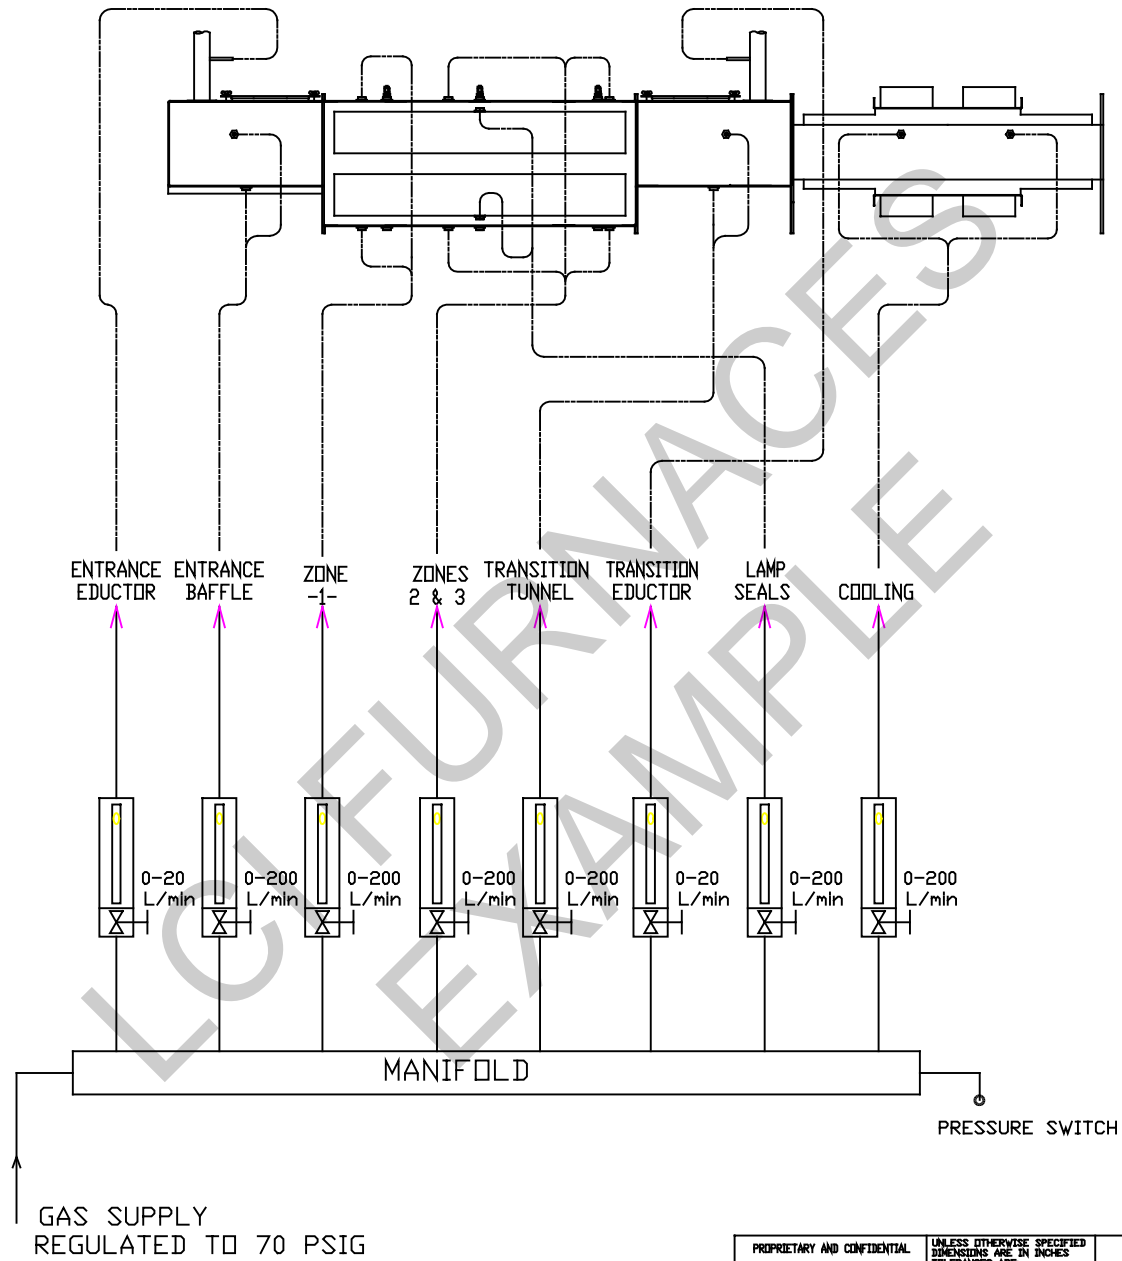 ENTRANCE
EDUCTOR
ENTRANCE
BAFFLE
ZONE
-1-
ZONES
2 & 3
TRANSITION
TUNNEL
TRANSITION
EDUCTOR
LAMP
SEALS
COOLING
0-20
L/min
0-200
L/min
0-200
L/min
0-200
L/min
0-200
L/min
0-20
L/min
0-200
L/min
0-200
L/min
MANIFOLD
PRESSURE SWITCH
GAS SUPPLY
REGULATED TO 70 PSIG
LCI FURNACES
EXAMPLE
PROPRIETARY AND CONFIDENTIAL
UNLESS OTHERWISE SPECIFIED
DIMENSIONS ARE IN INCHES